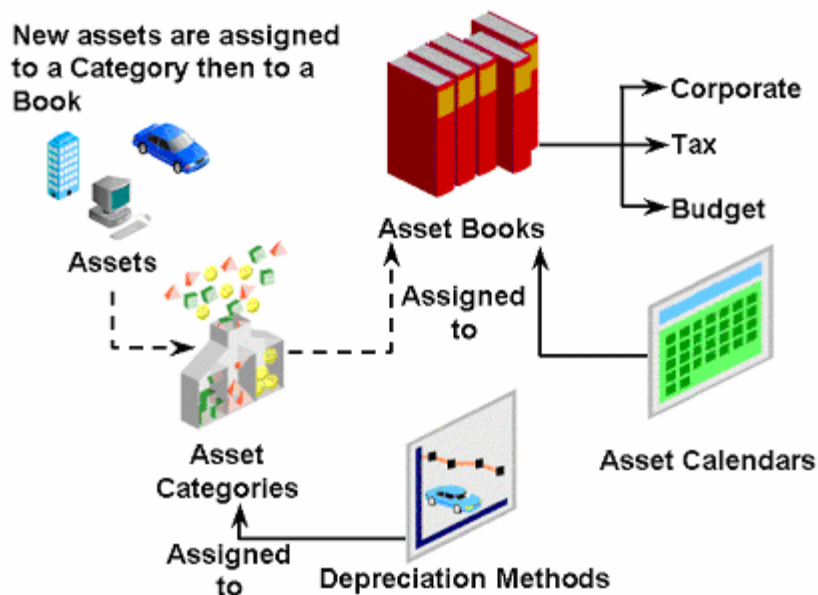 New assets are assigned
to a Category then to a
Book
Corporate
Tax
Budget
Asset Books
Assets
Assigned
to
Asset
Categories
Asset Calendars
Assigned
to
Depreciation Methods